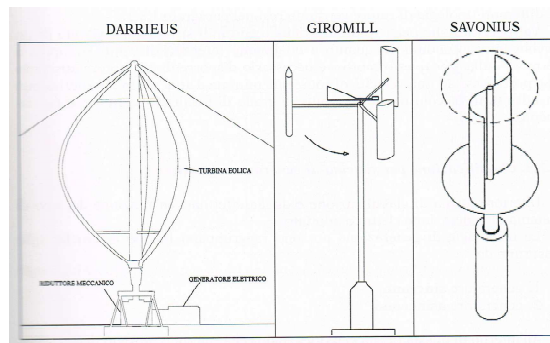 DARRIEUS
GIROMILL
SAVONIUS
TURBINA EOLICA
RIDUTTORE MECCANICO
GENERATORE ELETTRICO